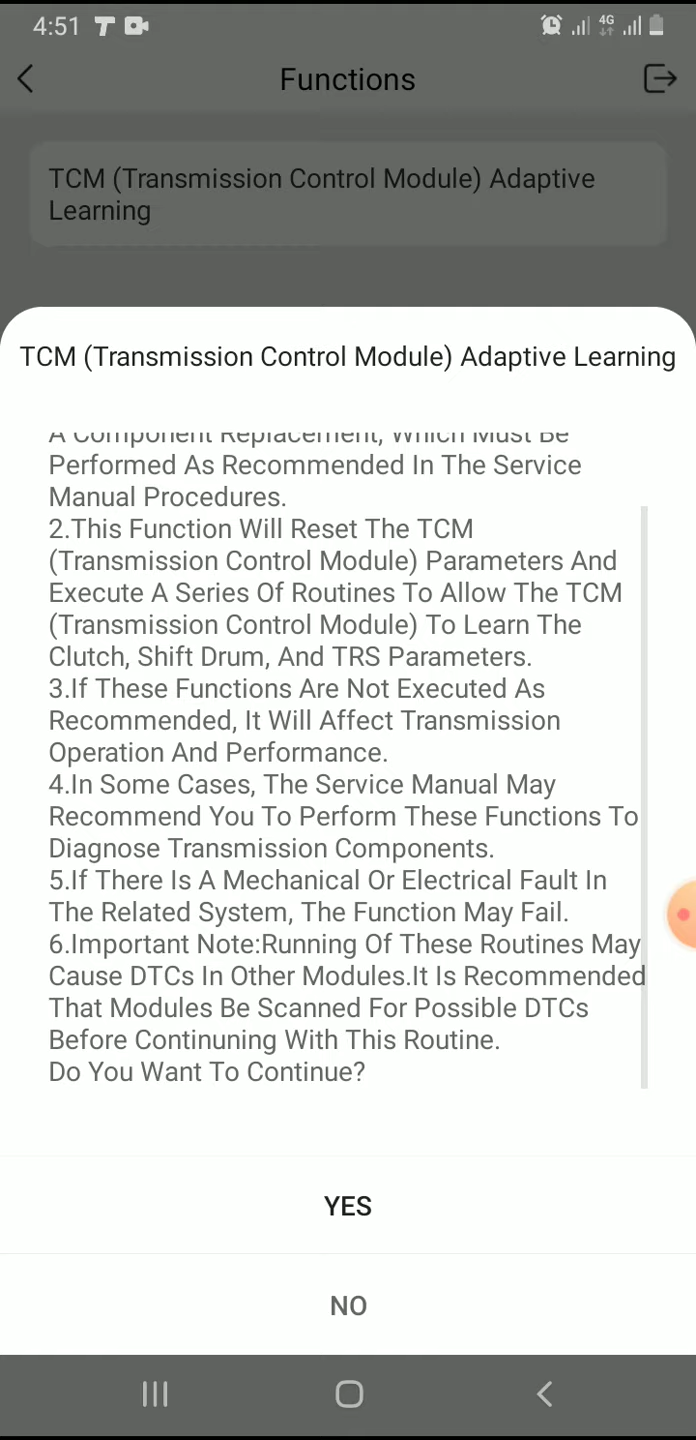 4:51
4G
Functions
TCM (Transmission Control Module) Adaptive
Learning
TCM (Transmission Control Module) Adaptive Learning
A Component Replacement, Which Must Be
Performed As Recommended In The Service
Manual Procedures.
2.This Function Will Reset The TCM
(Transmission Control Module) Parameters And
Execute A Series Of Routines To Allow The TCM
(Transmission Control Module) To Learn The
Clutch, Shift Drum, And TRS Parameters.
3.If These Functions Are Not Executed As
Recommended, It Will Affect Transmission
Operation And Performance.
4.In Some Cases, The Service Manual May
Recommend You To Perform These Functions To
Diagnose Transmission Components.
5.If There Is A Mechanical Or Electrical Fault In
The Related System, The Function May Fail.
6.Important Note:Running Of These Routines May
Cause DTCs In Other Modules.It Is Recommended
That Modules Be Scanned For Possible DTCs
Before Continuning With This Routine.
Do You Want To Continue?
YES
NO